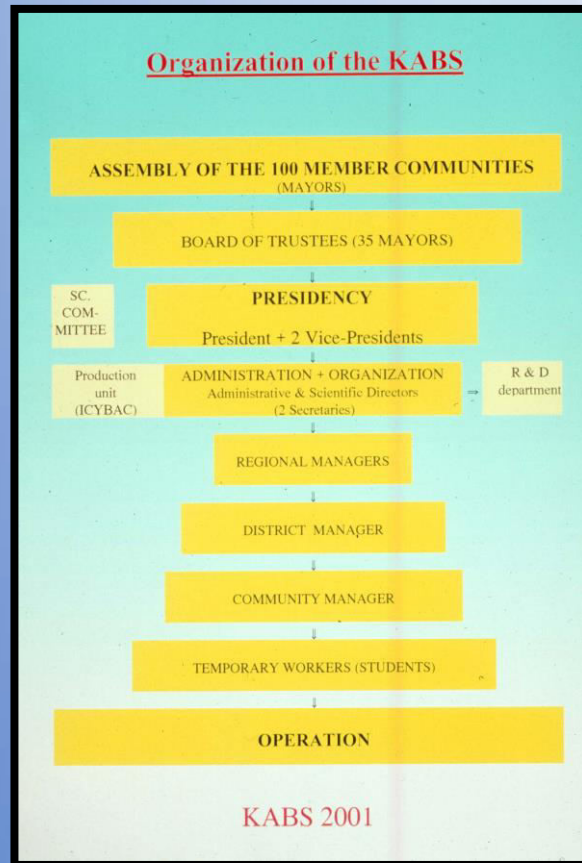 Organization of the KABS
ASSEMBLY OF THE 100 MEMBER COMMUNITIES
(MAYORS)
⇓
BOARD OF TRUSTEES (35 MAYORS)
⇓
SC.
COM-
MITTEE
PRESIDENCY
President + 2 Vice-Presidents
⇓
Production
unit
(ICYBAC)
ADMINISTRATION + ORGANIZATION
Administrative & Scientific Directors
(2 Secretaries)
⇒
R & D
department
⇓
REGIONAL MANAGERS
⇓
DISTRICT MANAGER
⇓
COMMUNITY MANAGER
⇓
TEMPORARY WORKERS (STUDENTS)
⇓
OPERATION
KABS 2001